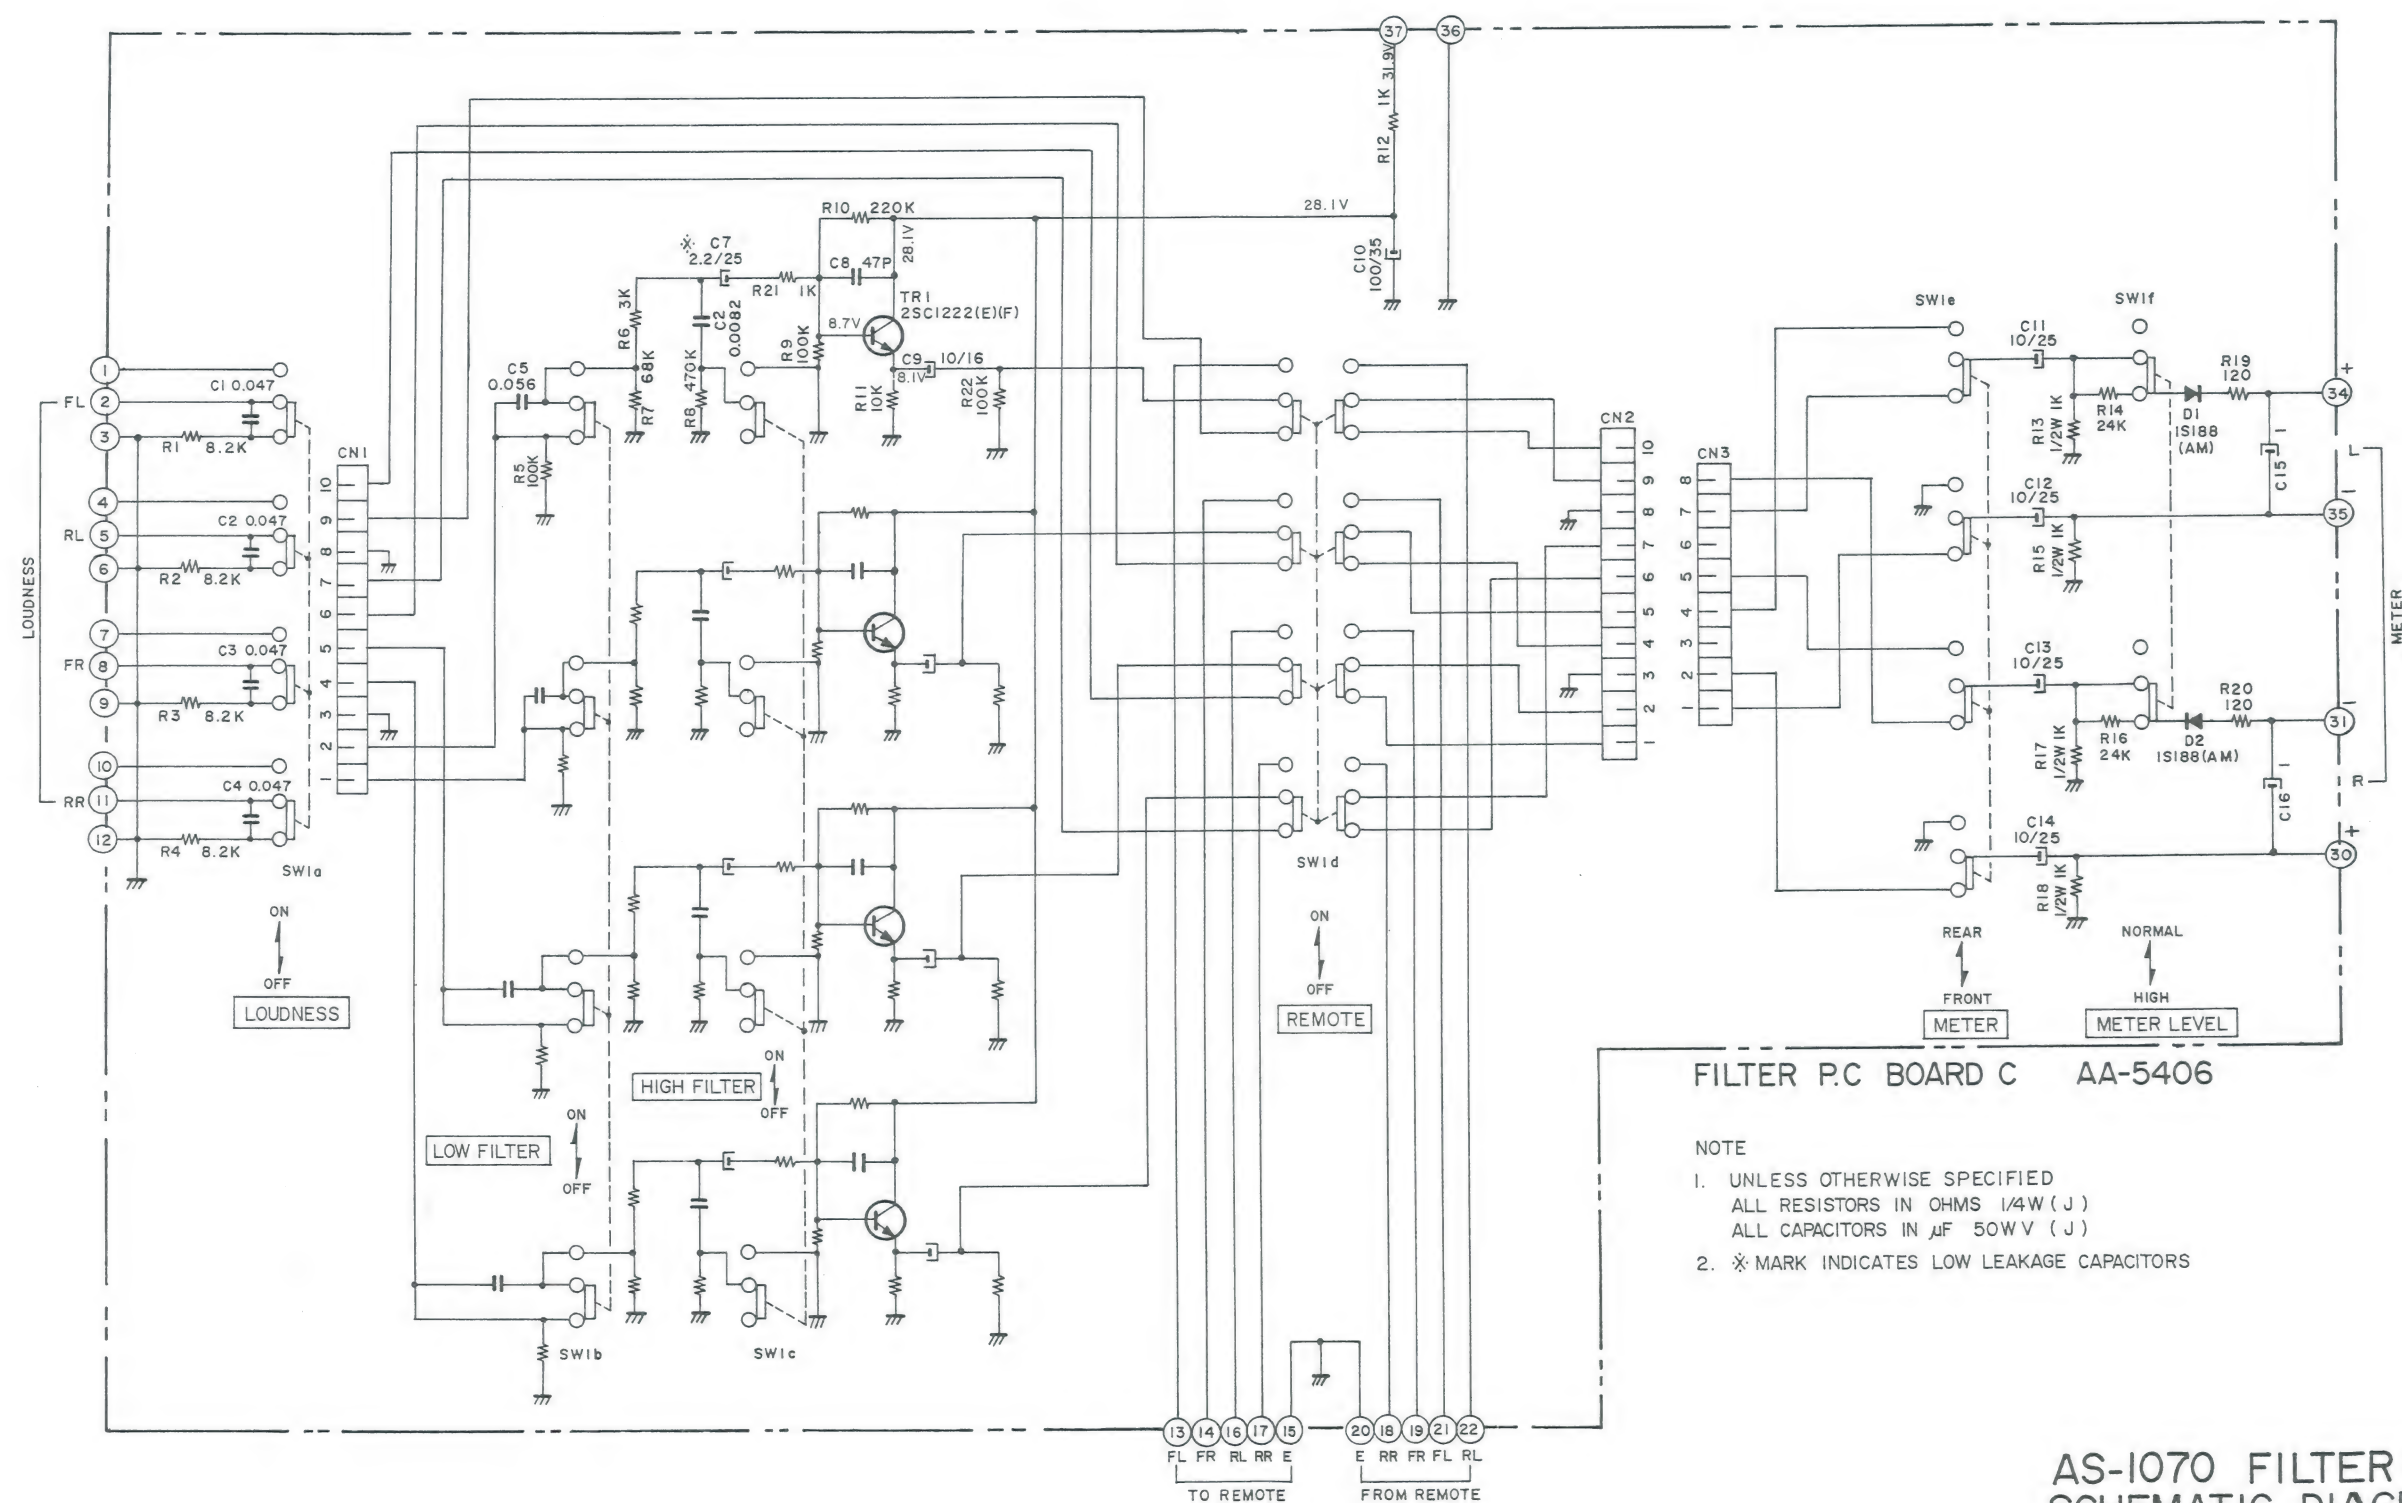 37
36
1K 31.9V
R12
28.1V
C10
100/35
R10 220K
28.1V
※ C7
2.2/25
R21 1K
C8 47P
TR1
2SC1222(E)(F)
8.7V
R6 3K
C2
0.0082
R9
100K
C9 10/16
8.1V
R11
10K
R22
100K
C5
0.056
R7 68K
R8 470K
R5
100K
1
FL 2
3
4
RL 5
6
7
FR 8
9
10
RR 11
12
LOUDNESS
C1 0.047
R1 8.2K
C2 0.047
R2 8.2K
C3 0.047
R3 8.2K
C4 0.047
R4 8.2K
SW1a
CN1
10
9
8
7
6
5
4
3
2
1
ON
OFF
LOUDNESS
HIGH FILTER
ON
OFF
LOW FILTER
ON
OFF
SW1b
SW1c
SW1d
ON
OFF
REMOTE
CN2
10
9
8
7
6
5
4
3
2
1
CN3
8
7
6
5
4
3
2
1
SW1e
SW1f
C11
10/25
R13
1/2W 1K
R14
24K
D1
1S188
(AM)
R19
120
C15 1
+
34
L
C12
10/25
R15
1/2W 1K
−
35
METER
C13
10/25
R17
1/2W 1K
R16
24K
D2
1S188(AM)
R20
120
−
31
R
C16 1
C14
10/25
R18
1/2W 1K
+
30
REAR
FRONT
METER
NORMAL
HIGH
METER LEVEL
FILTER P.C BOARD C AA-5406
NOTE
1. UNLESS OTHERWISE SPECIFIED
ALL RESISTORS IN OHMS 1/4W (J)
ALL CAPACITORS IN µF 50WV (J)
2. ※ MARK INDICATES LOW LEAKAGE CAPACITORS
13 14 16 17 15 20 18 19 21 22
FL FR RL RR E E RR FR FL RL
TO REMOTE FROM REMOTE
AS-1070 FILTER